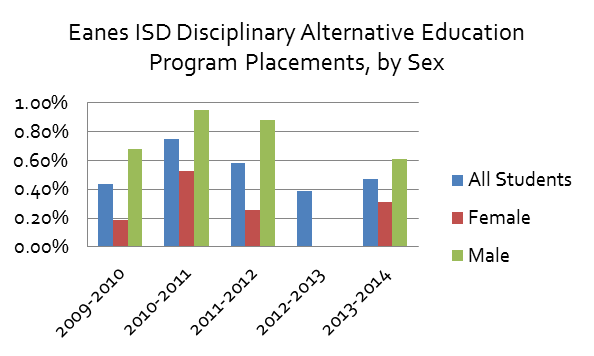 Eanes ISD Disciplinary Alternative Education
Program Placements, by Sex
1.00%
0.80%
0.60%
0.40%
0.20%
0.00%
2009-2010
2010-2011
2011-2012
2012-2013
2013-2014
All Students
Female
Male